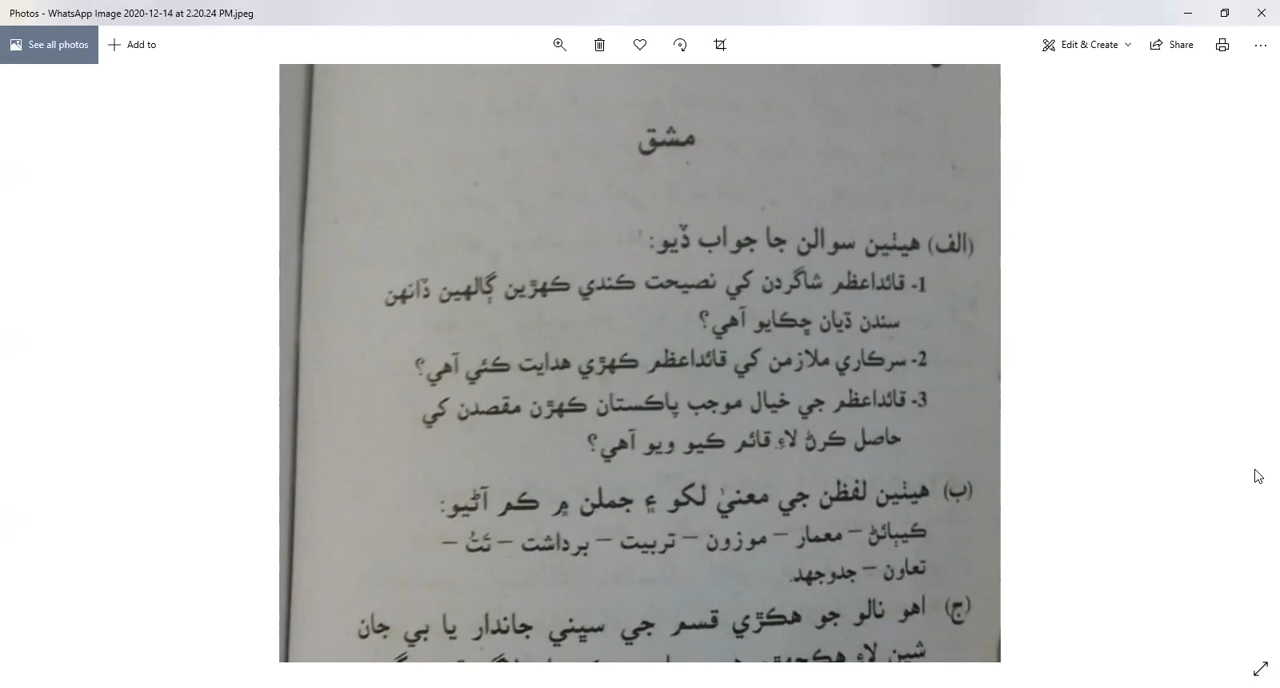 Photos - WhatsApp Image 2020-12-14 at 2.20.24 PM.jpeg
See all photos
Add to
Edit & Create
Share
مشق
(الف) هيٺين سوالن جا جواب ڏيو:
1- قائداعظم شاگردن کي نصيحت ڪندي ڪهڙين ڳالهين ڏانهن
سندن ڌيان ڇڪايو آهي؟
2- سرڪاري ملازمن کي قائداعظم ڪهڙي هدايت ڪئي آهي؟
3- قائداعظم جي خيال موجب پاڪستان ڪهڙن مقصدن کي
حاصل ڪرڻ لاءِ قائم ڪيو ويو آهي؟
(ب) هيٺين لفظن جي معنيٰ لکو ۽ جملن ۾ ڪم آڻيو:
ڪيٻائڻ – معمار – موزون – تربيت – برداشت – تَتُ –
تعاون – جدوجهد.
(ج) اهو نالو جو هڪڙي قسم جي سڀني جاندار يا بي جان
شين لاءِ هڪجهڙو